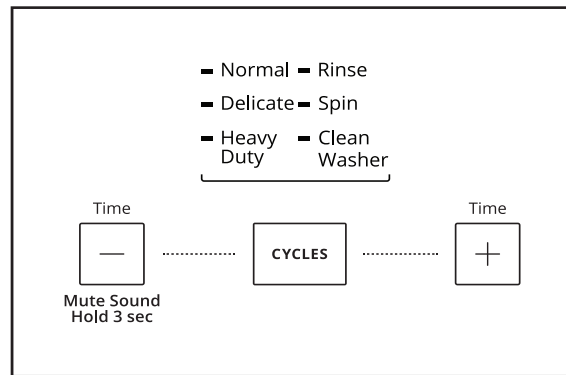 Normal
Rinse
Delicate
Spin
Heavy
Duty
Clean
Washer
Time
Time
—
CYCLES
+
Mute Sound
Hold 3 sec